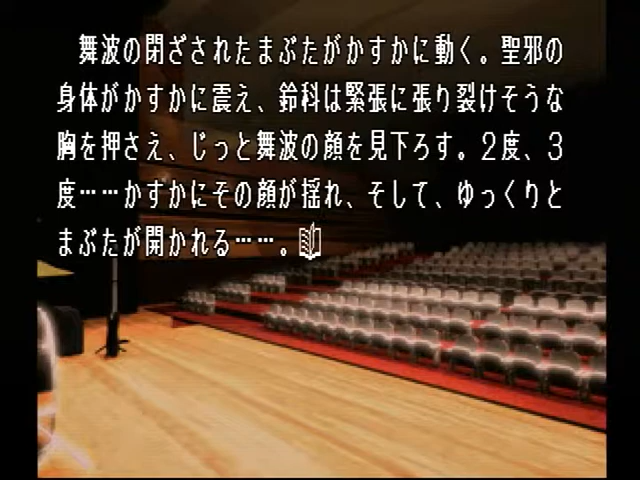 舞波の閉ざされたまぶたがかすかに動く。聖邪の
身体がかすかに震え、鈴科は緊張に張り裂けそうな
胸を押さえ、じっと舞波の顔を見下ろす。２度、３
度……かすかにその顔が揺れ、そして、ゆっくりと
まぶたが開かれる……。